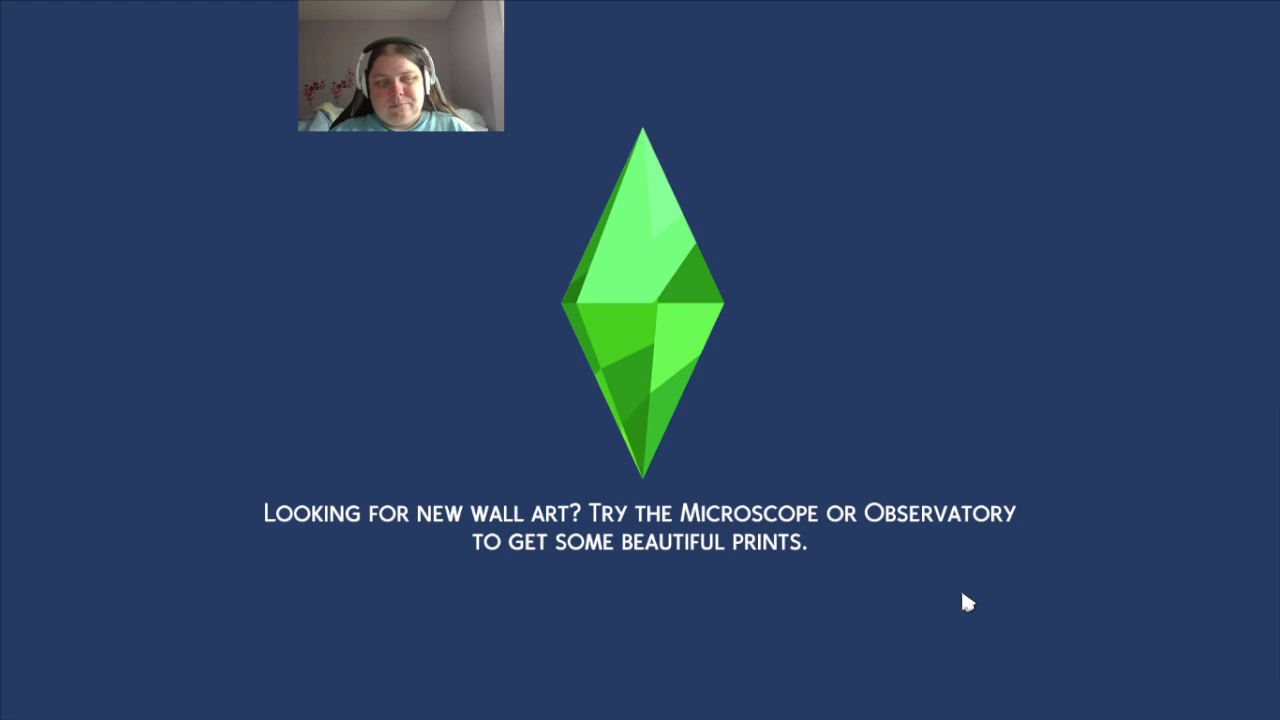 Looking for new wall art? Try the Microscope or Observatory
to get some beautiful prints.